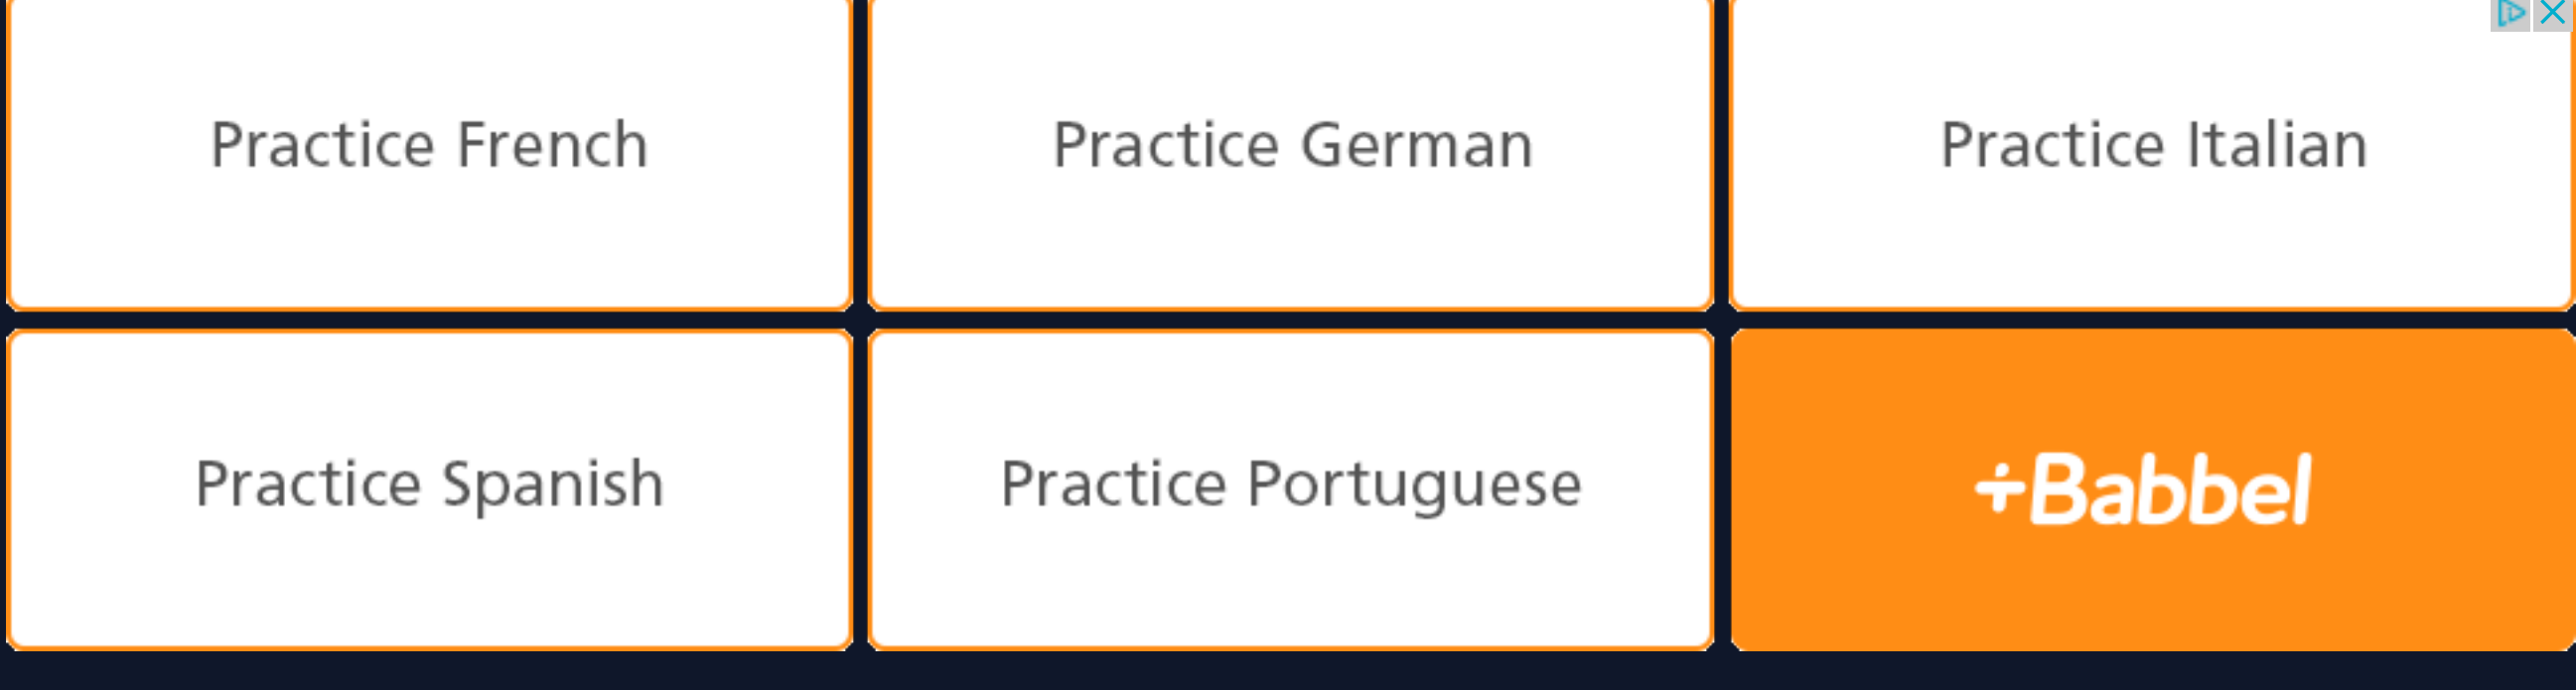 Practice French
Practice German
Practice Italian
Practice Spanish
Practice Portuguese
+Babbel